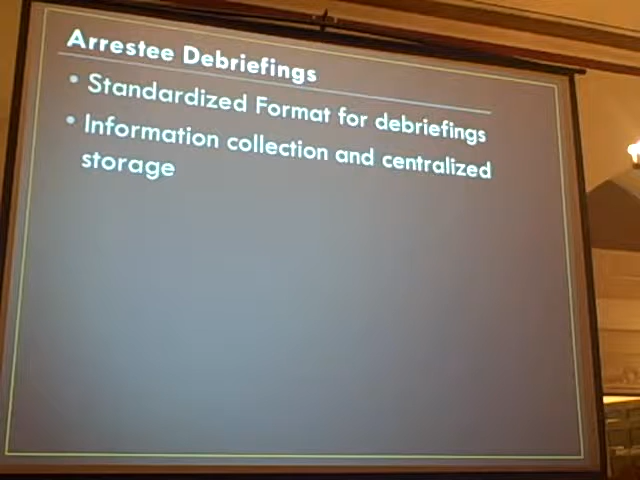 Arrestee Debriefings
• Standardized Format for debriefings
• Information collection and centralized
storage